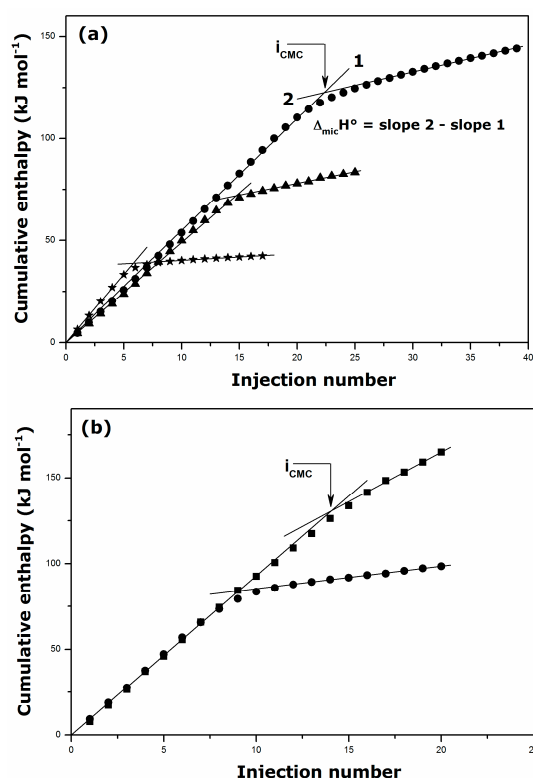 (a)
Cumulative enthalpy (kJ mol⁻¹)
150
100
50
0
i_CMC
1
2
Δ_mic H° = slope 2 - slope 1
0 5 10 15 20 25 30 35 40
Injection number
(b)
Cumulative enthalpy (kJ mol⁻¹)
150
100
50
0
i_CMC
0 5 10 15 20
Injection number